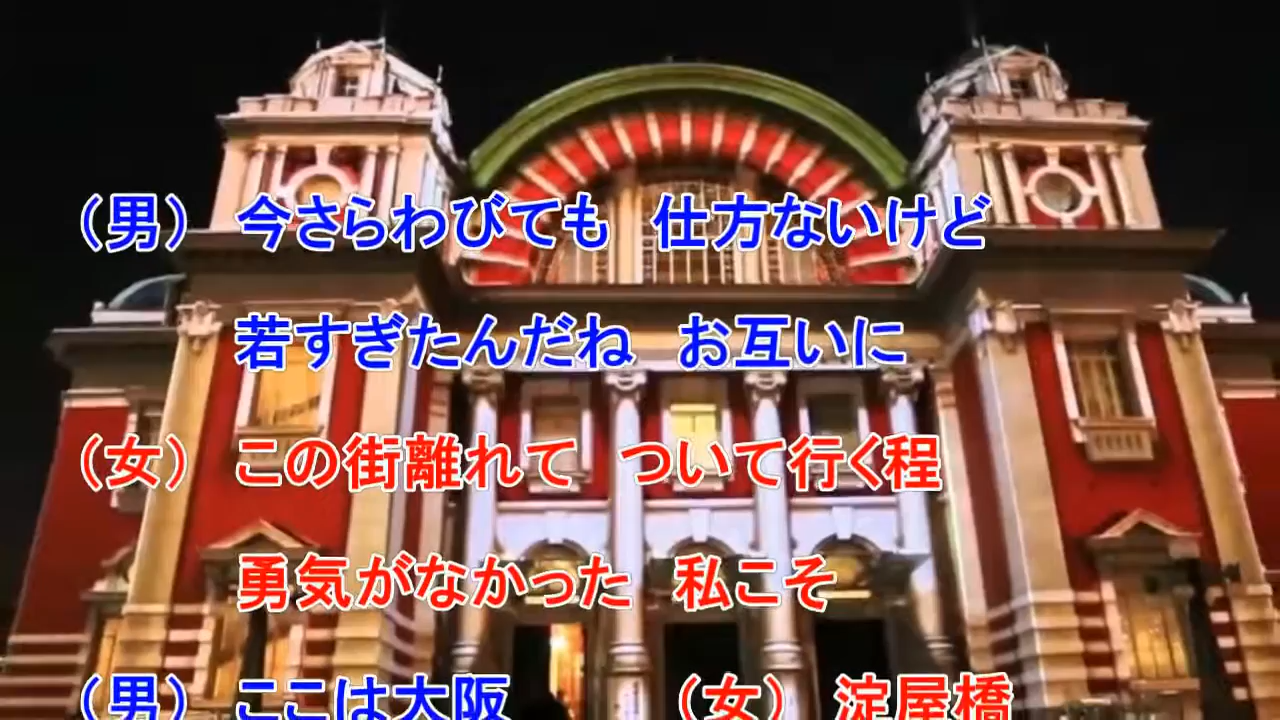 （男）　今さらわびても　仕方ないけど
若すぎたんだね　お互いに
（女）　この街離れて　ついて行く程
勇気がなかった　私こそ
（男）　ここは大阪　（女）　淀屋橋